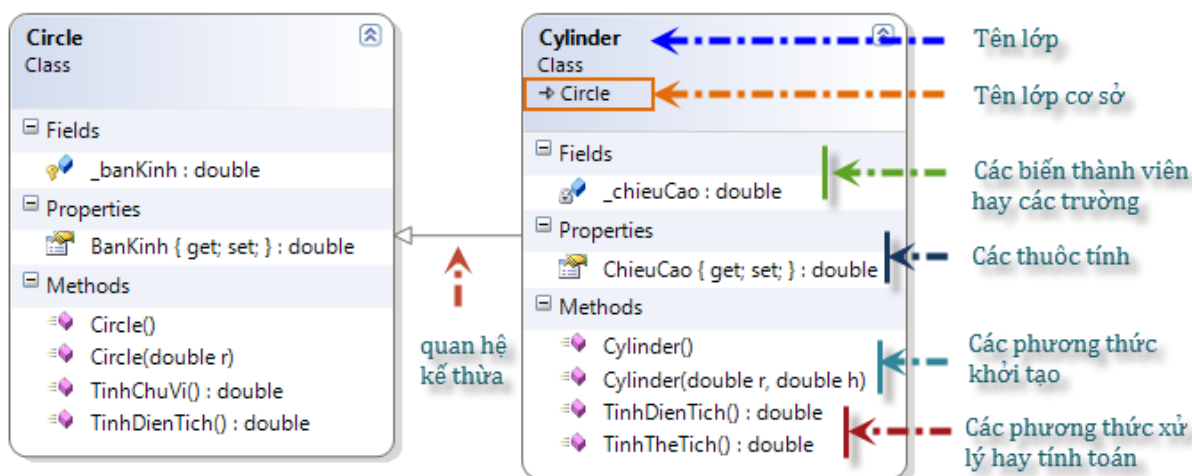 Circle
Class
Fields
_banKinh : double
Properties
BanKinh { get; set; } : double
Methods
Circle()
Circle(double r)
TinhChuVi() : double
TinhDienTich() : double
quan hệ
kế thừa
Cylinder
Class
Circle
Fields
_chieuCao : double
Properties
ChieuCao { get; set; } : double
Methods
Cylinder()
Cylinder(double r, double h)
TinhDienTich() : double
TinhTheTich() : double
Tên lớp
Tên lớp cơ sở
Các biến thành viên
hay các trường
Các thuôc tính
Các phương thức
khởi tạo
Các phương thức xử
lý hay tính toán